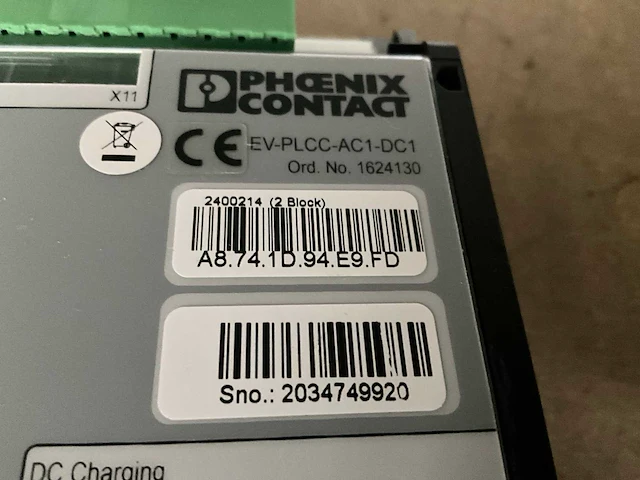 X11
PHŒNIX
CONTACT
CE
EV-PLCC-AC1-DC1
Ord. No. 1624130
2400214 (2 Block)
A8.74.1D.94.E9.FD
Sno.: 2034749920
DC Charging